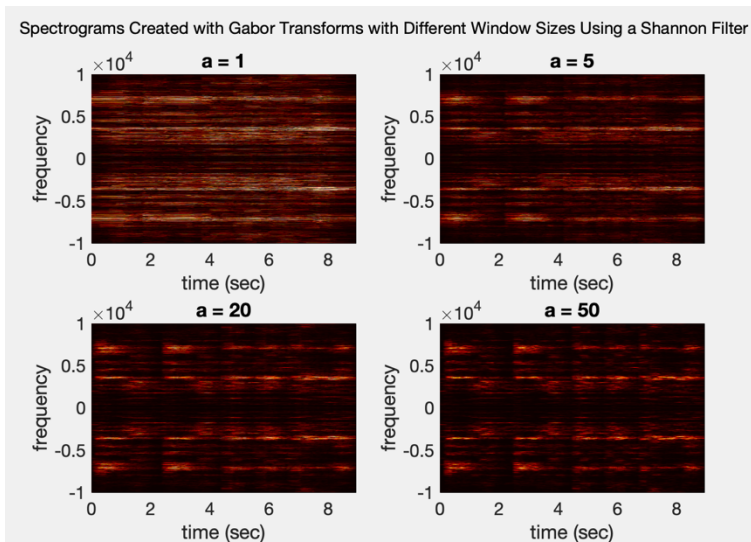 Spectrograms Created with Gabor Transforms with Different Window Sizes Using a Shannon Filter
a = 1
×10⁴
1
0.5
0
-0.5
-1
frequency
0 2 4 6 8
time (sec)
a = 5
×10⁴
1
0.5
0
-0.5
-1
frequency
0 2 4 6 8
time (sec)
a = 20
×10⁴
1
0.5
0
-0.5
-1
frequency
0 2 4 6 8
time (sec)
a = 50
×10⁴
1
0.5
0
-0.5
-1
frequency
0 2 4 6 8
time (sec)